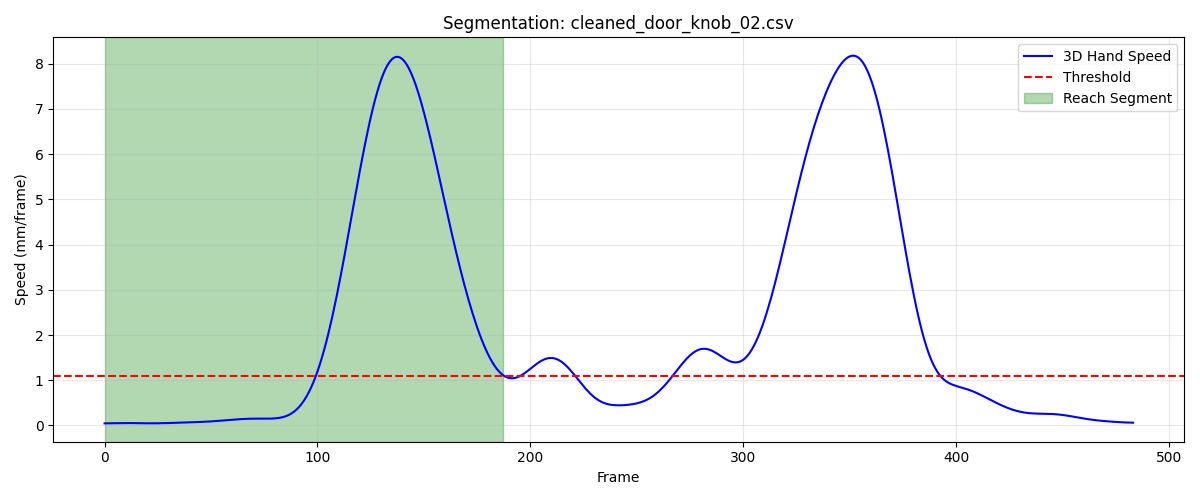 Segmentation: cleaned_door_knob_02.csv
3D Hand Speed
Threshold
Reach Segment
Speed (mm/frame)
8
7
6
5
4
3
2
1
0
0 100 200 300 400 500
Frame